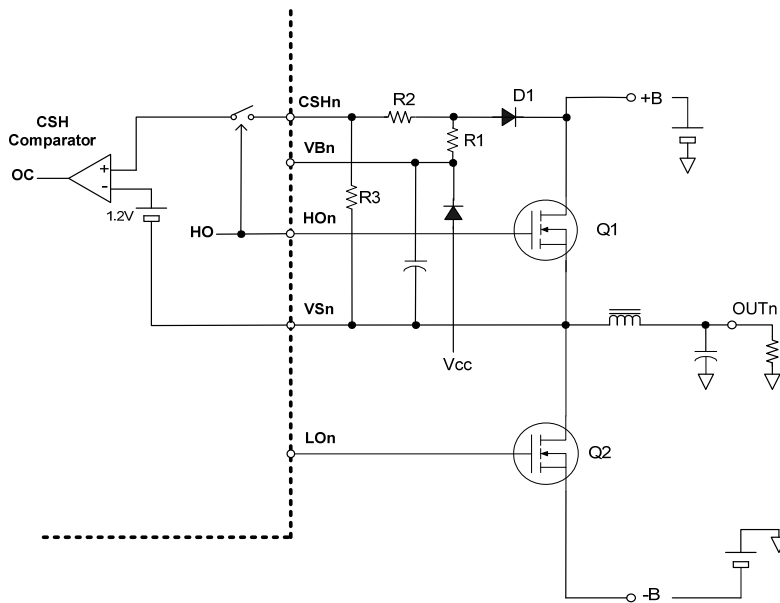 CSHn
R2
D1
+B
CSH
Comparator
OC
+
-
1.2V
VBn
R1
R3
HO
HOn
Q1
VSn
OUTn
Vcc
LOn
Q2
-B